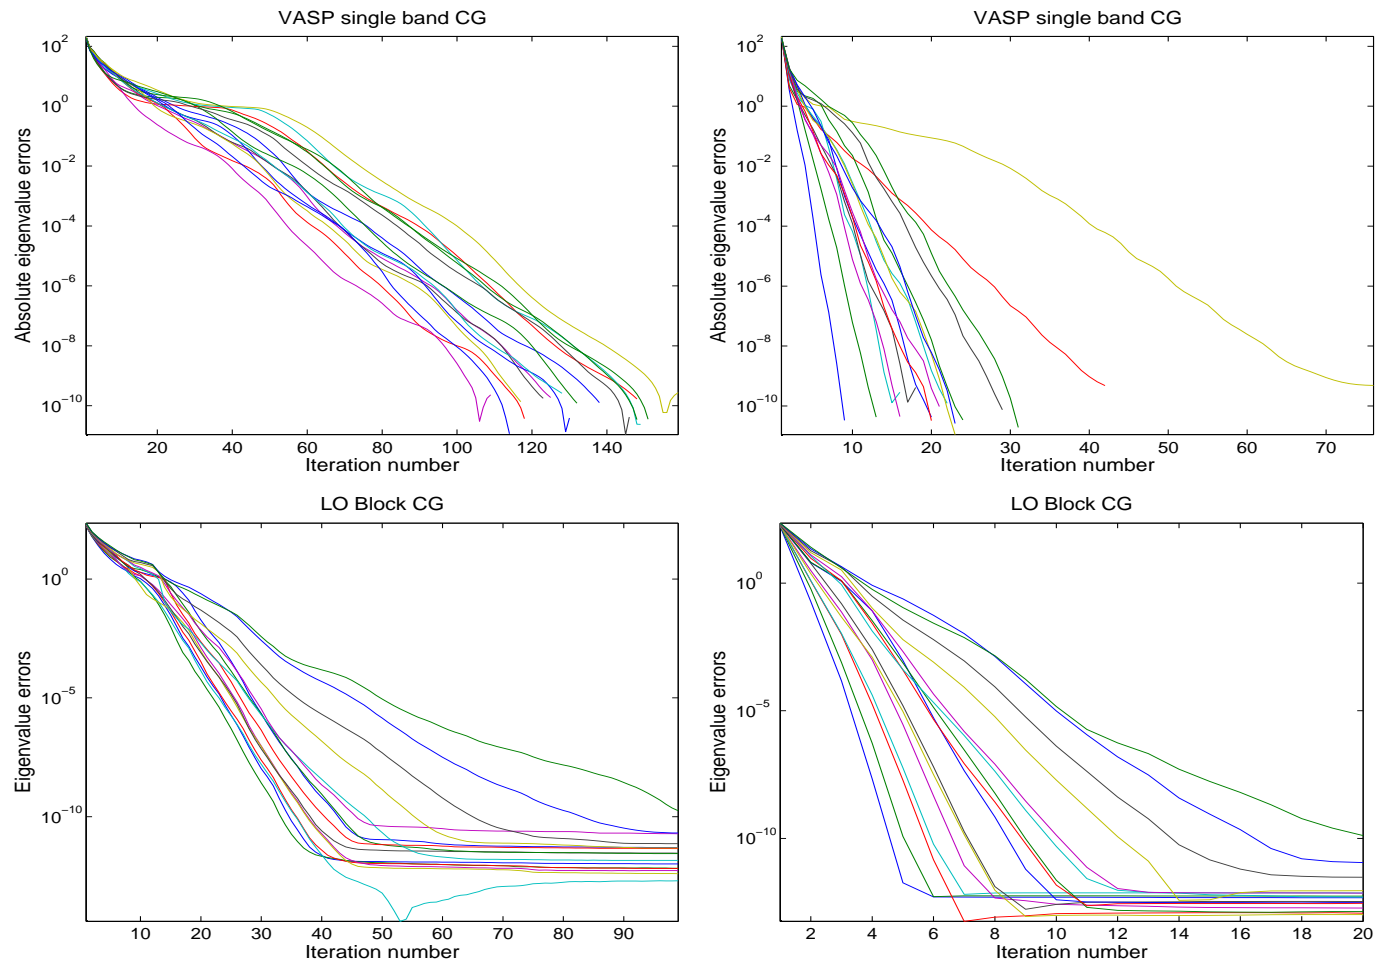 VASP single band CG
Absolute eigenvalue errors
10^2
10^0
10^-2
10^-4
10^-6
10^-8
10^-10
20 40 60 80 100 120 140
Iteration number
VASP single band CG
Absolute eigenvalue errors
10^2
10^0
10^-2
10^-4
10^-6
10^-8
10^-10
10 20 30 40 50 60 70
Iteration number
LO Block CG
Eigenvalue errors
10^0
10^-5
10^-10
10 20 30 40 50 60 70 80 90
Iteration number
LO Block CG
Eigenvalue errors
10^0
10^-5
10^-10
2 4 6 8 10 12 14 16 18 20
Iteration number